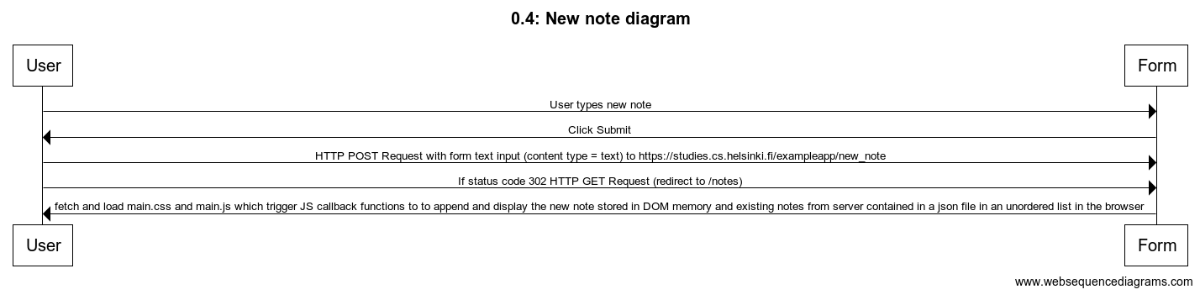 0.4: New note diagram
User
Form
User types new note
Click Submit
HTTP POST Request with form text input (content type = text) to https://studies.cs.helsinki.fi/exampleapp/new_note
If status code 302 HTTP GET Request (redirect to /notes)
fetch and load main.css and main.js which trigger JS callback functions to to append and display the new note stored in DOM memory and existing notes from server contained in a json file in an unordered list in the browser
User
Form
www.websequencediagrams.com